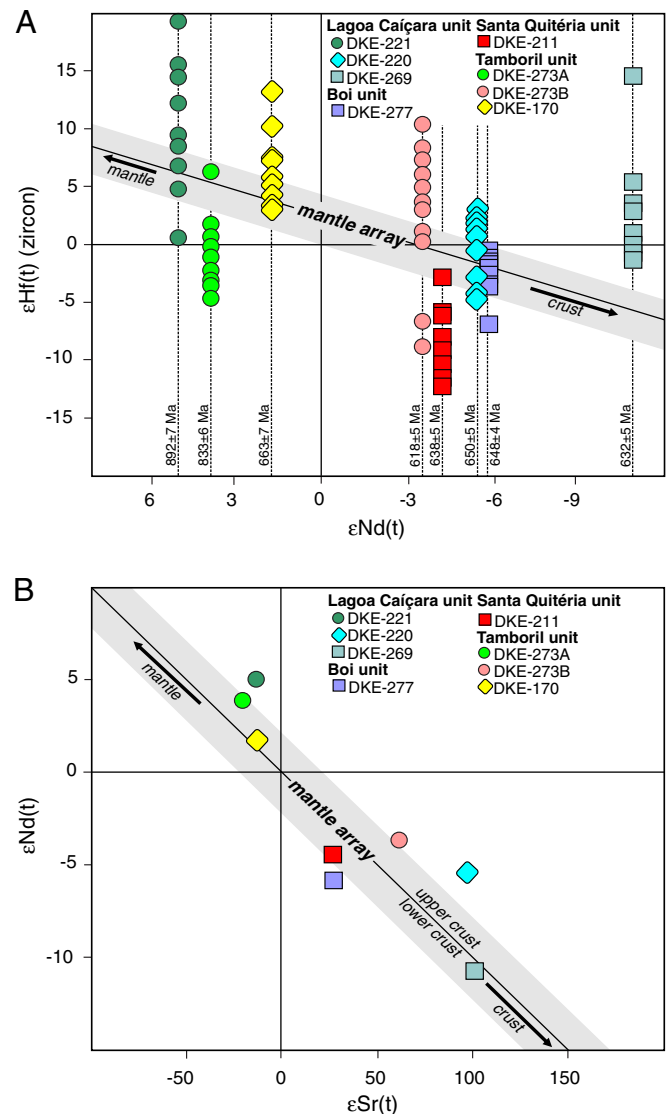 A
Lagoa Caíçara unit Santa Quitéria unit
DKE-221 DKE-211
DKE-220 Tamboril unit
DKE-269 DKE-273A
Boi unit DKE-273B
DKE-277 DKE-170
15
10
5
0
-5
-10
-15
εHf(t) (zircon)
mantle
mantle array
crust
892±7 Ma
833±6 Ma
663±7 Ma
618±5 Ma
638±5 Ma
650±5 Ma
648±4 Ma
632±5 Ma
6 3 0 -3 -6 -9
εNd(t)
B
Lagoa Caíçara unit Santa Quitéria unit
DKE-221 DKE-211
DKE-220 Tamboril unit
DKE-269 DKE-273A
Boi unit DKE-273B
DKE-277 DKE-170
5
0
-5
-10
εNd(t)
mantle
mantle array
upper crust
lower crust
crust
-50 0 50 100 150
εSr(t)